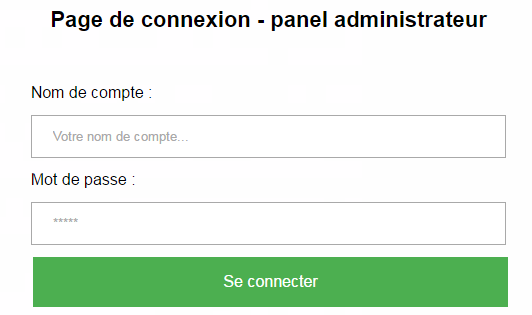 Page de connexion - panel administrateur
Nom de compte :
Votre nom de compte...
Mot de passe :
*****
Se connecter